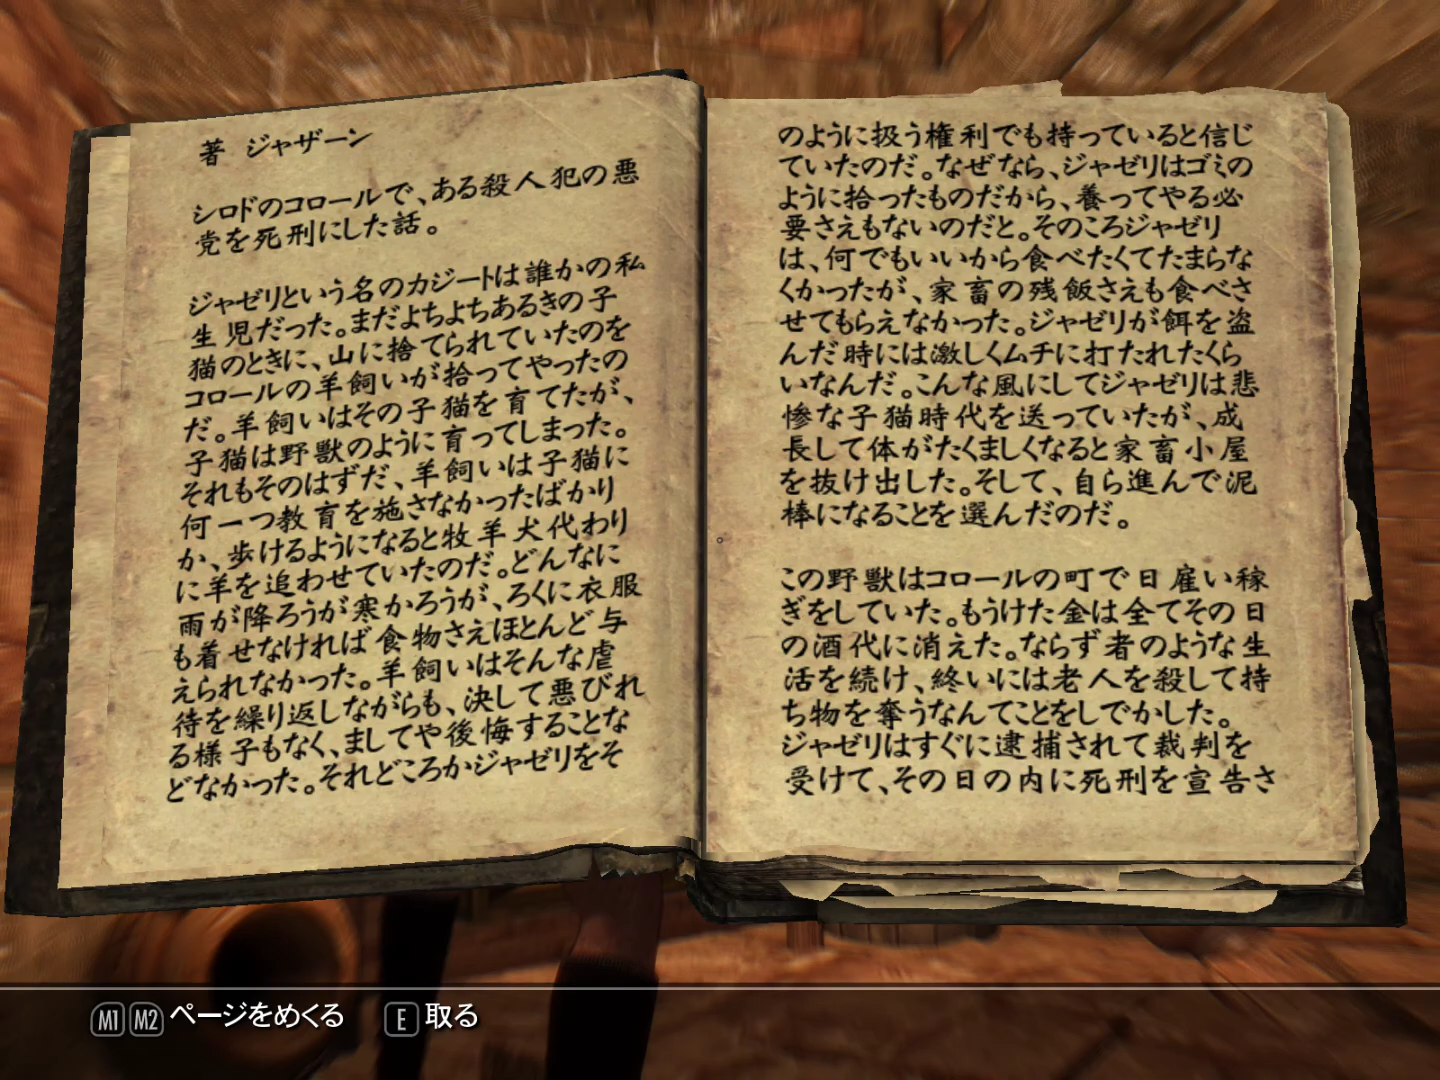 著 ジャザーン
シロドのコロールで、ある殺人犯の悪
党を死刑にした話。
ジャゼリという名のカジートは誰かの私
生児だった。まだよちよちあるきの子
猫のときに、山に捨てられていたのを
コロールの羊飼いが拾ってやったの
だ。羊飼いはその子猫を育てたが、
子猫は野獣のように育ってしまった。
それもそのはずだ、羊飼いは子猫に
何一つ教育を施さなかったばかり
か、歩けるようになると牧羊犬代わり
に羊を追わせていたのだ。どんなに
雨が降ろうが寒かろうが、ろくに衣服
も着せなければ食物さえほとんど与
えられなかった。羊飼いはそんな虐
待を繰り返しながらも、決して悪びれ
る様子もなく、ましてや後悔することな
どなかった。それどころかジャゼリをそ
のように扱う権利でも持っていると信じ
ていたのだ。なぜなら、ジャゼリはゴミの
ように拾ったものだから、養ってやる必
要さえもないのだと。そのころジャゼリ
は、何でもいいから食べたくてたまらな
くかったが、家畜の残飯さえも食べさ
せてもらえなかった。ジャゼリが餌を盗
んだ時には激しくムチに打たれたくら
いなんだ。こんな風にしてジャゼリは悲
惨な子猫時代を送っていたが、成
長して体がたくましくなると家畜小屋
を抜け出した。そして、自ら進んで泥
棒になることを選んだのだ。
この野獣はコロールの町で日雇い稼
ぎをしていた。もうけた金は全てその日
の酒代に消えた。ならず者のような生
活を続け、終いには老人を殺して持
ち物を奪うなんてことをしでかした。
ジャゼリはすぐに逮捕されて裁判を
受けて、その日の内に死刑を宣告さ
M1 M2 ページをめくる E 取る